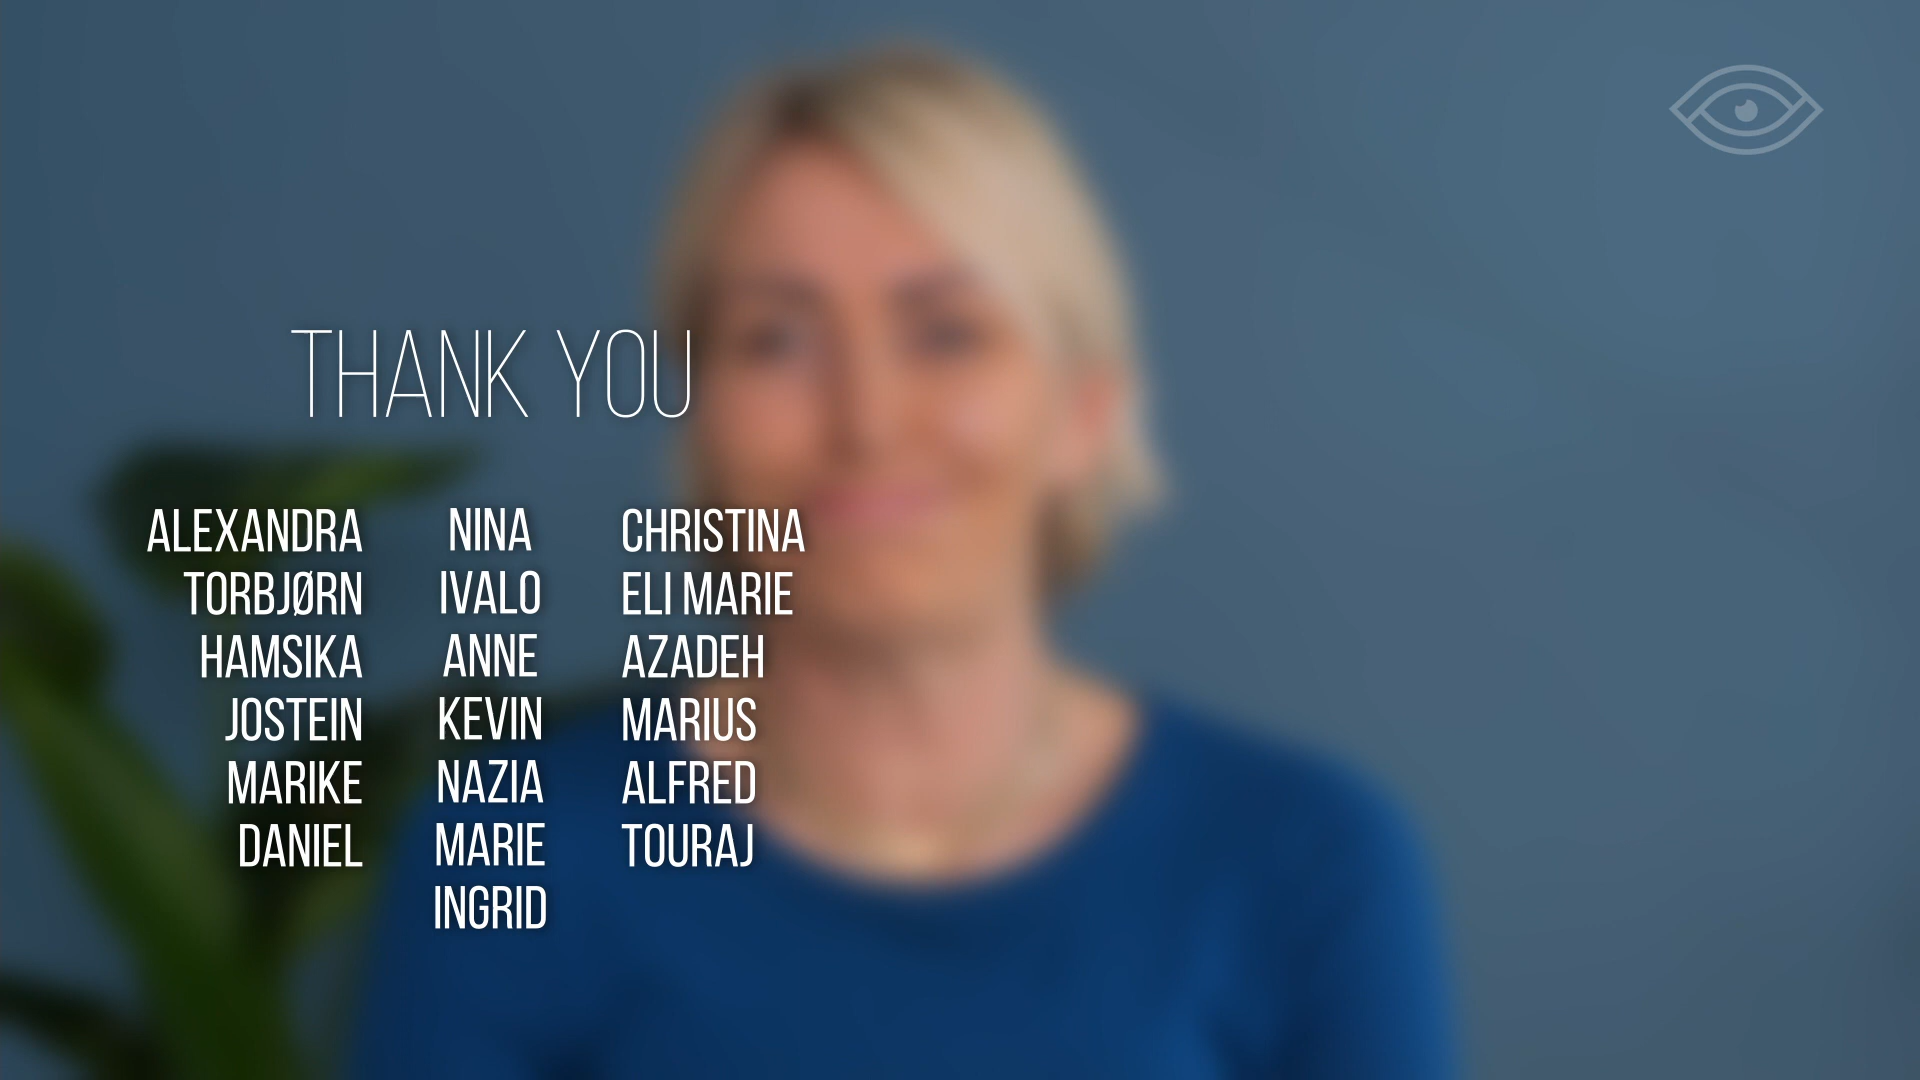 THANK YOU
ALEXANDRA
TORBJØRN
HAMSIKA
JOSTEIN
MARIKE
DANIEL
NINA
IVALO
ANNE
KEVIN
NAZIA
MARIE
INGRID
CHRISTINA
ELI MARIE
AZADEH
MARIUS
ALFRED
TOURAJ